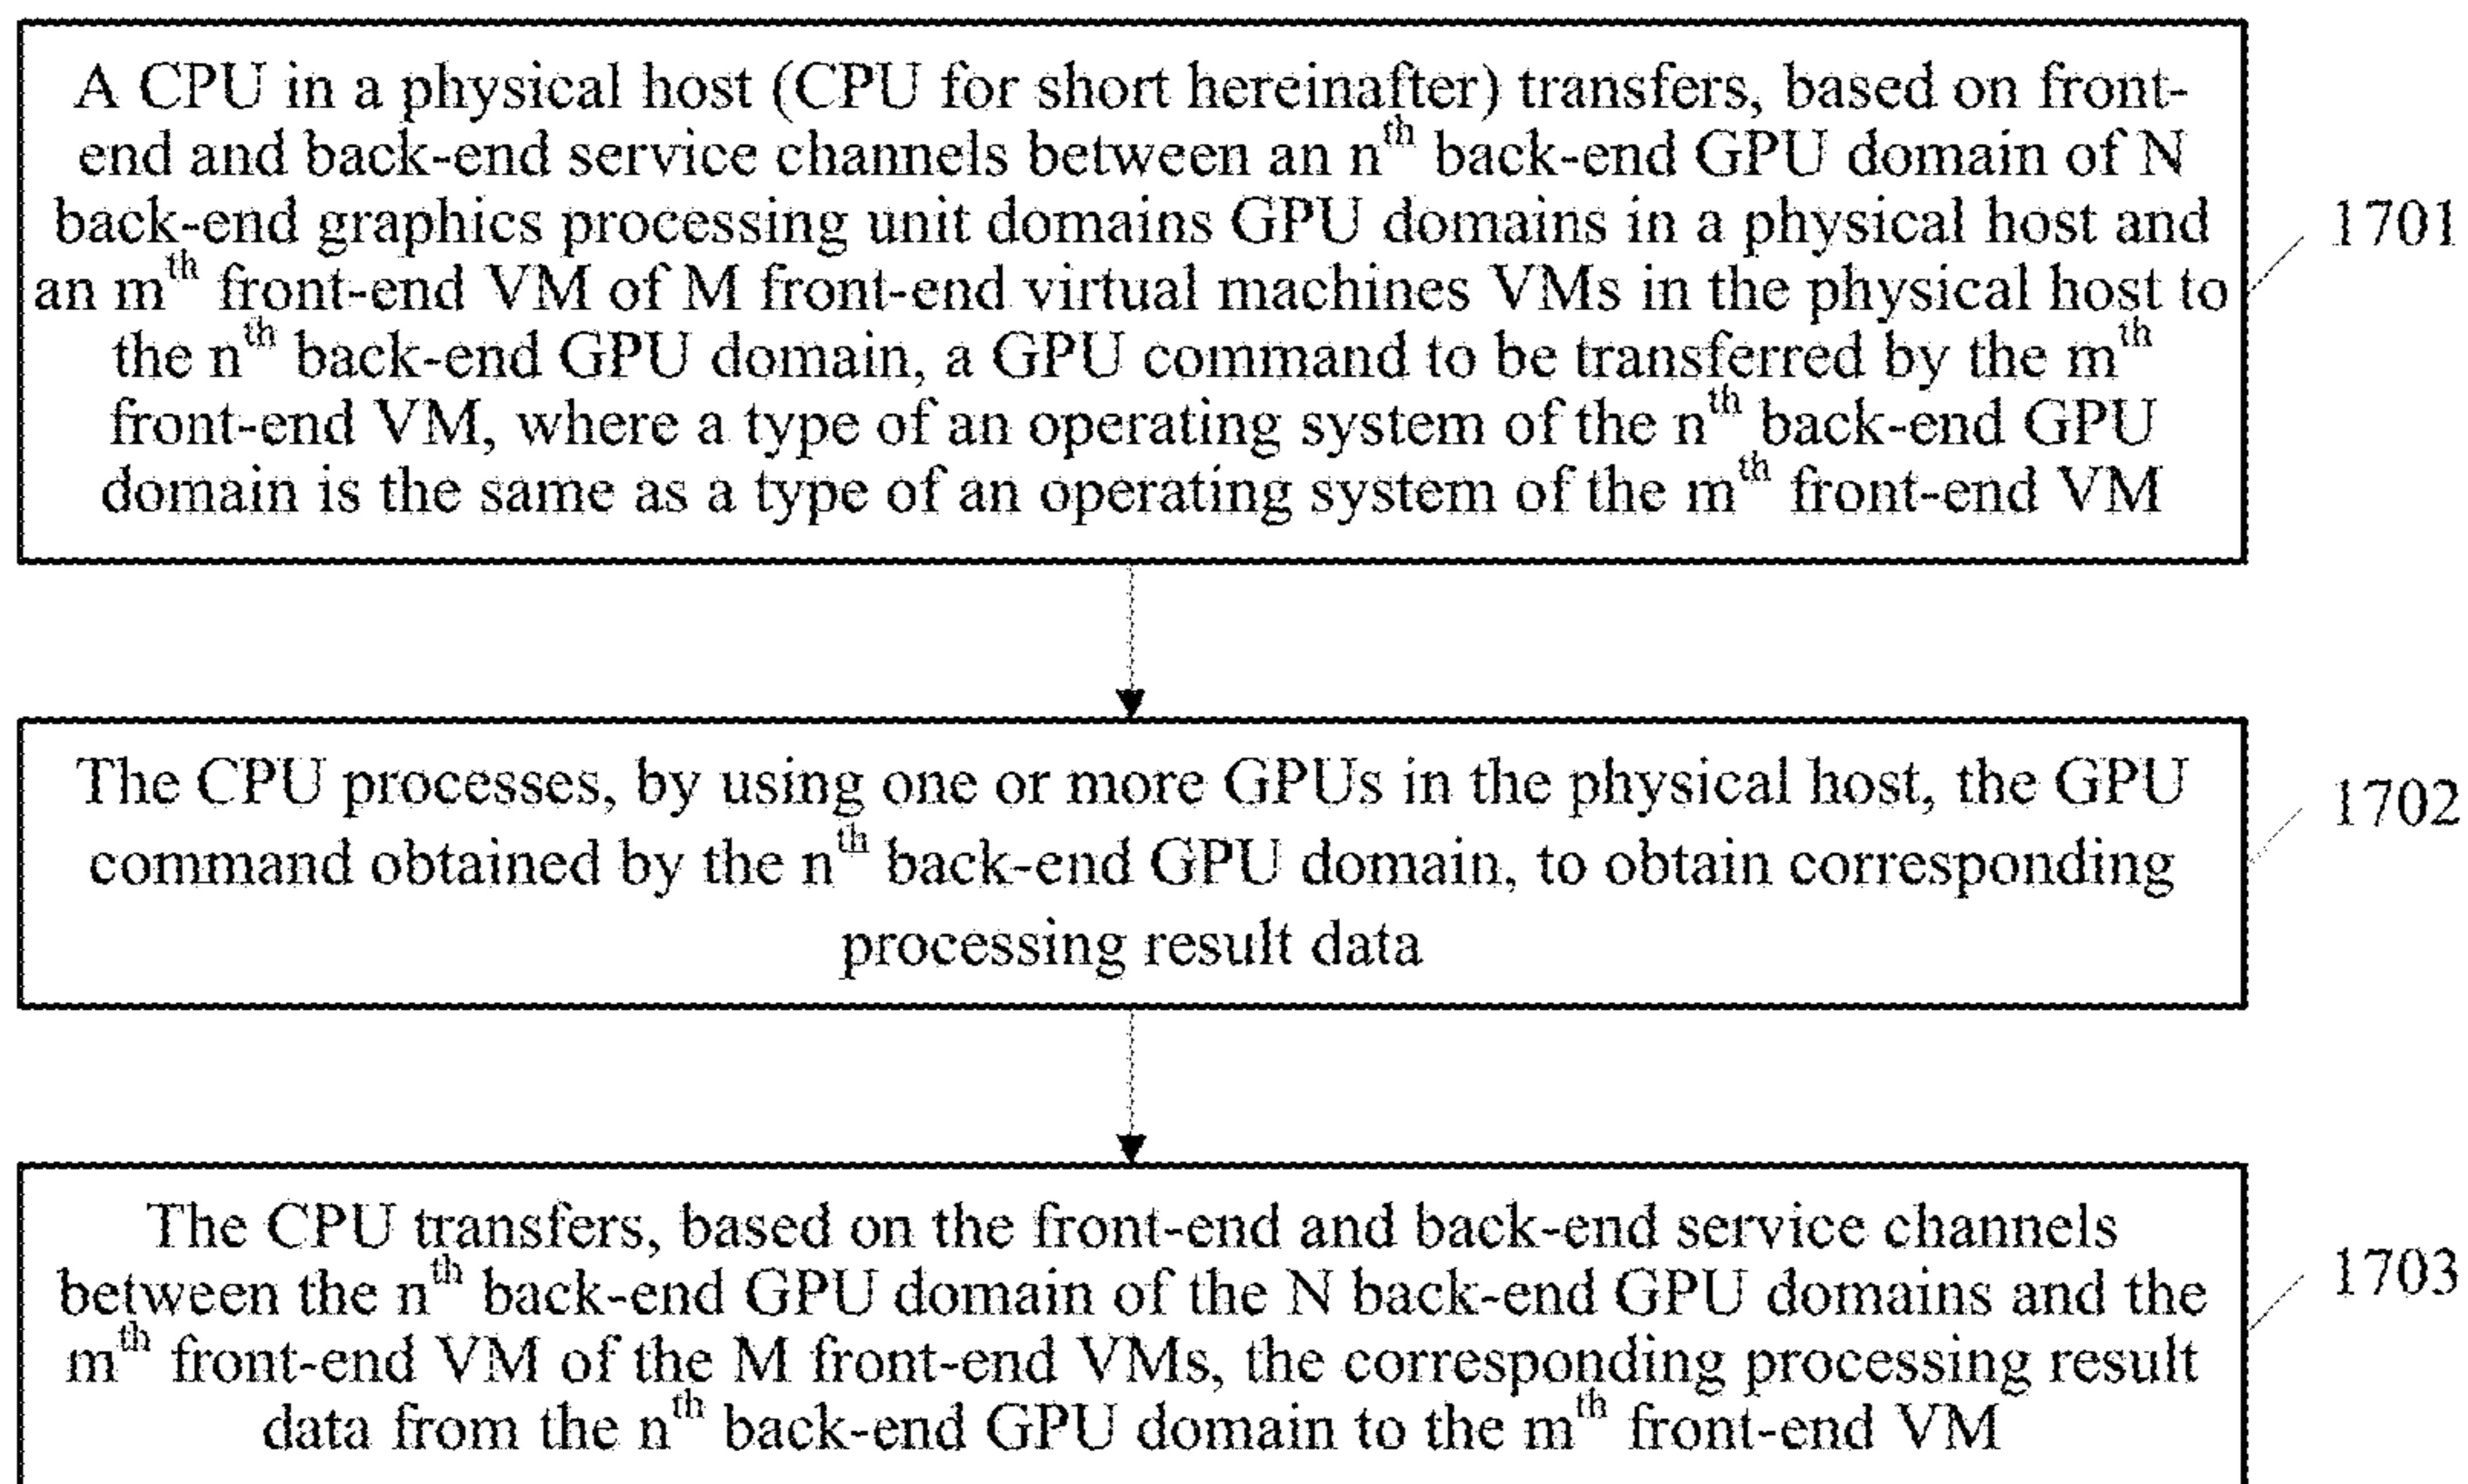 A CPU in a physical host (CPU for short hereinafter) transfers, based on front-
end and back-end service channels between an nth back-end GPU domain of N
back-end graphics processing unit domains GPU domains in a physical host and
an mth front-end VM of M front-end virtual machines VMs in the physical host to
the nth back-end GPU domain, a GPU command to be transferred by the mth
front-end VM, where a type of an operating system of the nth back-end GPU
domain is the same as a type of an operating system of the mth front-end VM
1701
The CPU processes, by using one or more GPUs in the physical host, the GPU
command obtained by the nth back-end GPU domain, to obtain corresponding
processing result data
1702
The CPU transfers, based on the front-end and back-end service channels
between the nth back-end GPU domain of the N back-end GPU domains and the
mth front-end VM of the M front-end VMs, the corresponding processing result
data from the nth back-end GPU domain to the mth front-end VM
1703